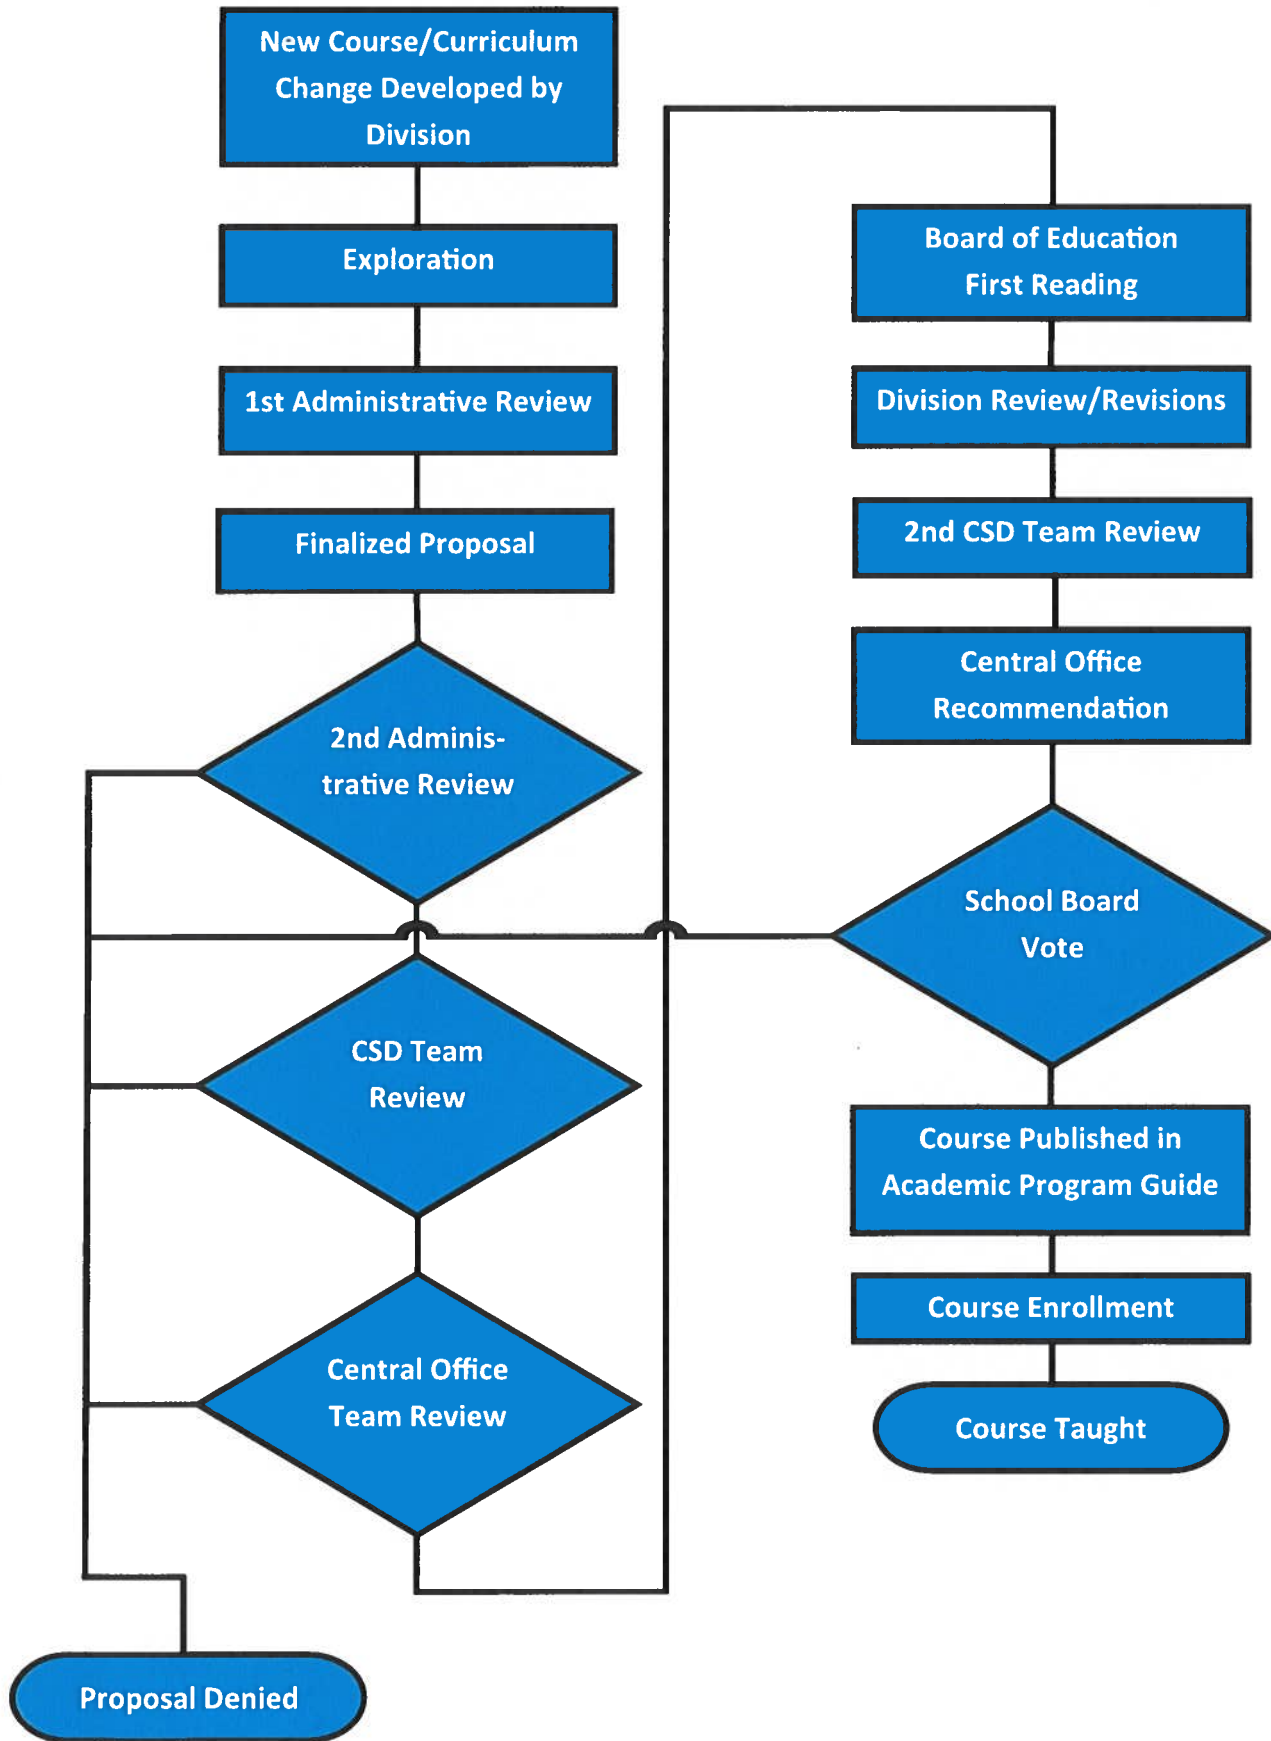 New Course/Curriculum
Change Developed by
Division
Exploration
1st Administrative Review
Finalized Proposal
2nd Adminis-
trative Review
CSD Team
Review
Central Office
Team Review
Proposal Denied
Board of Education
First Reading
Division Review/Revisions
2nd CSD Team Review
Central Office
Recommendation
School Board
Vote
Course Published in
Academic Program Guide
Course Enrollment
Course Taught